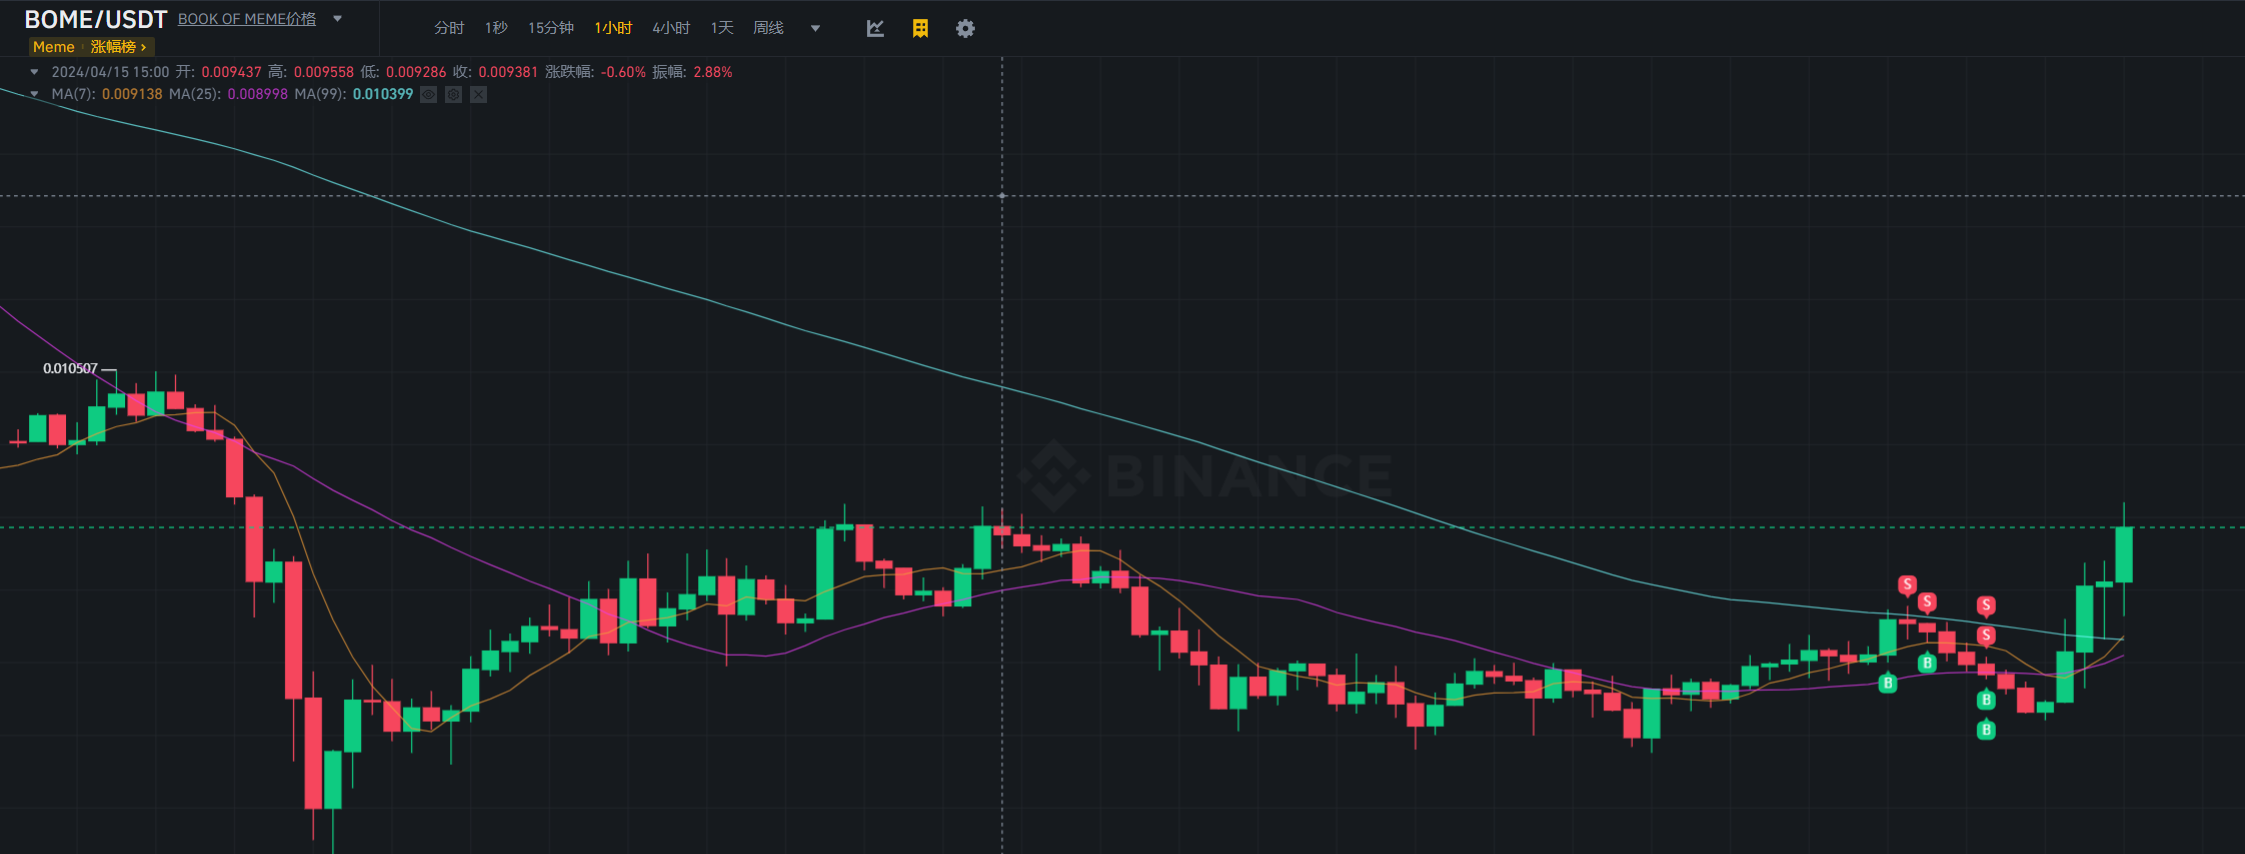 BOME/USDT BOOK OF MEME价格
Meme 涨幅榜
分时 1秒 15分钟 1小时 4小时 1天 周线
2024/04/15 15:00 开: 0.009437 高: 0.009558 低: 0.009286 收: 0.009381 涨跌幅: -0.60% 振幅: 2.88%
MA(7): 0.009138 MA(25): 0.008998 MA(99): 0.010399
0.010507
BINANCE
S
S
S
S
B
B
B
B